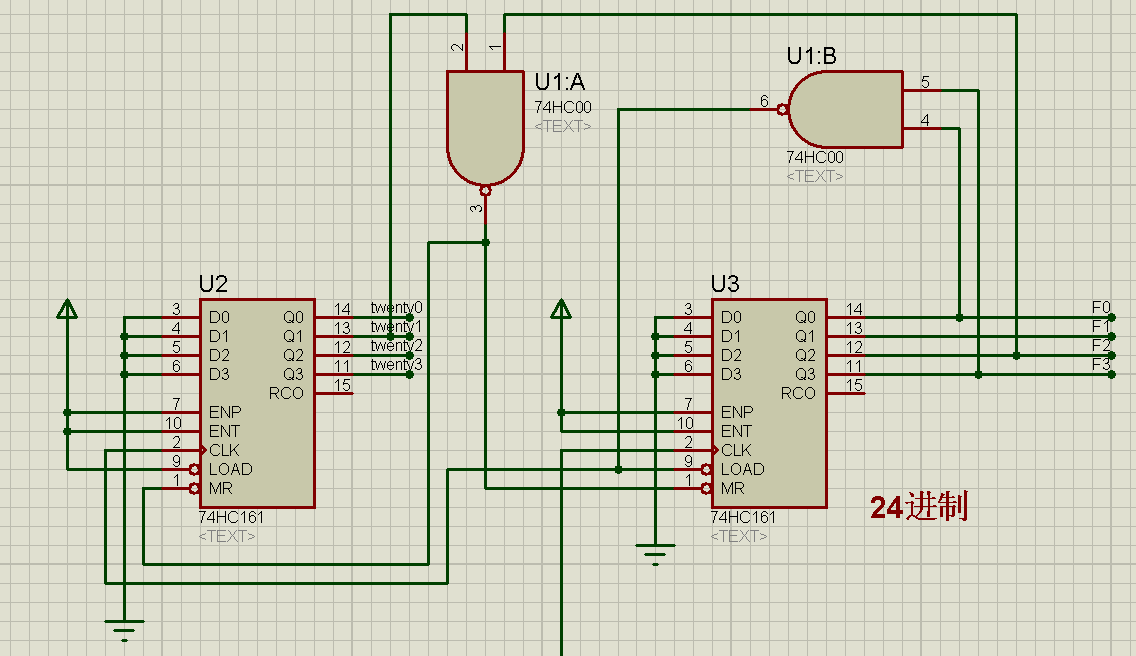 2
1
U1:A
74HC00
<TEXT>
3
U1:B
6
5
4
74HC00
<TEXT>
U2
3 D0 Q0 14 twenty0
4 D1 Q1 13 twenty1
5 D2 Q2 12 twenty2
6 D3 Q3 11 twenty3
RCO 15
7 ENP
10 ENT
2 CLK
9 LOAD
1 MR
74HC161
<TEXT>
U3
3 D0 Q0 14 F0
4 D1 Q1 13 F1
5 D2 Q2 12 F2
6 D3 Q3 11 F3
RCO 15
7 ENP
10 ENT
2 CLK
9 LOAD
1 MR
74HC161
<TEXT>
24进制